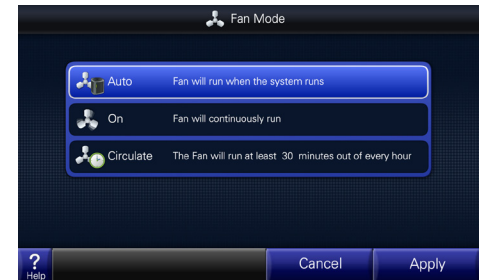 Fan Mode
Auto Fan will run when the system runs
On Fan will continuously run
Circulate The Fan will run at least 30 minutes out of every hour
? Help Cancel Apply